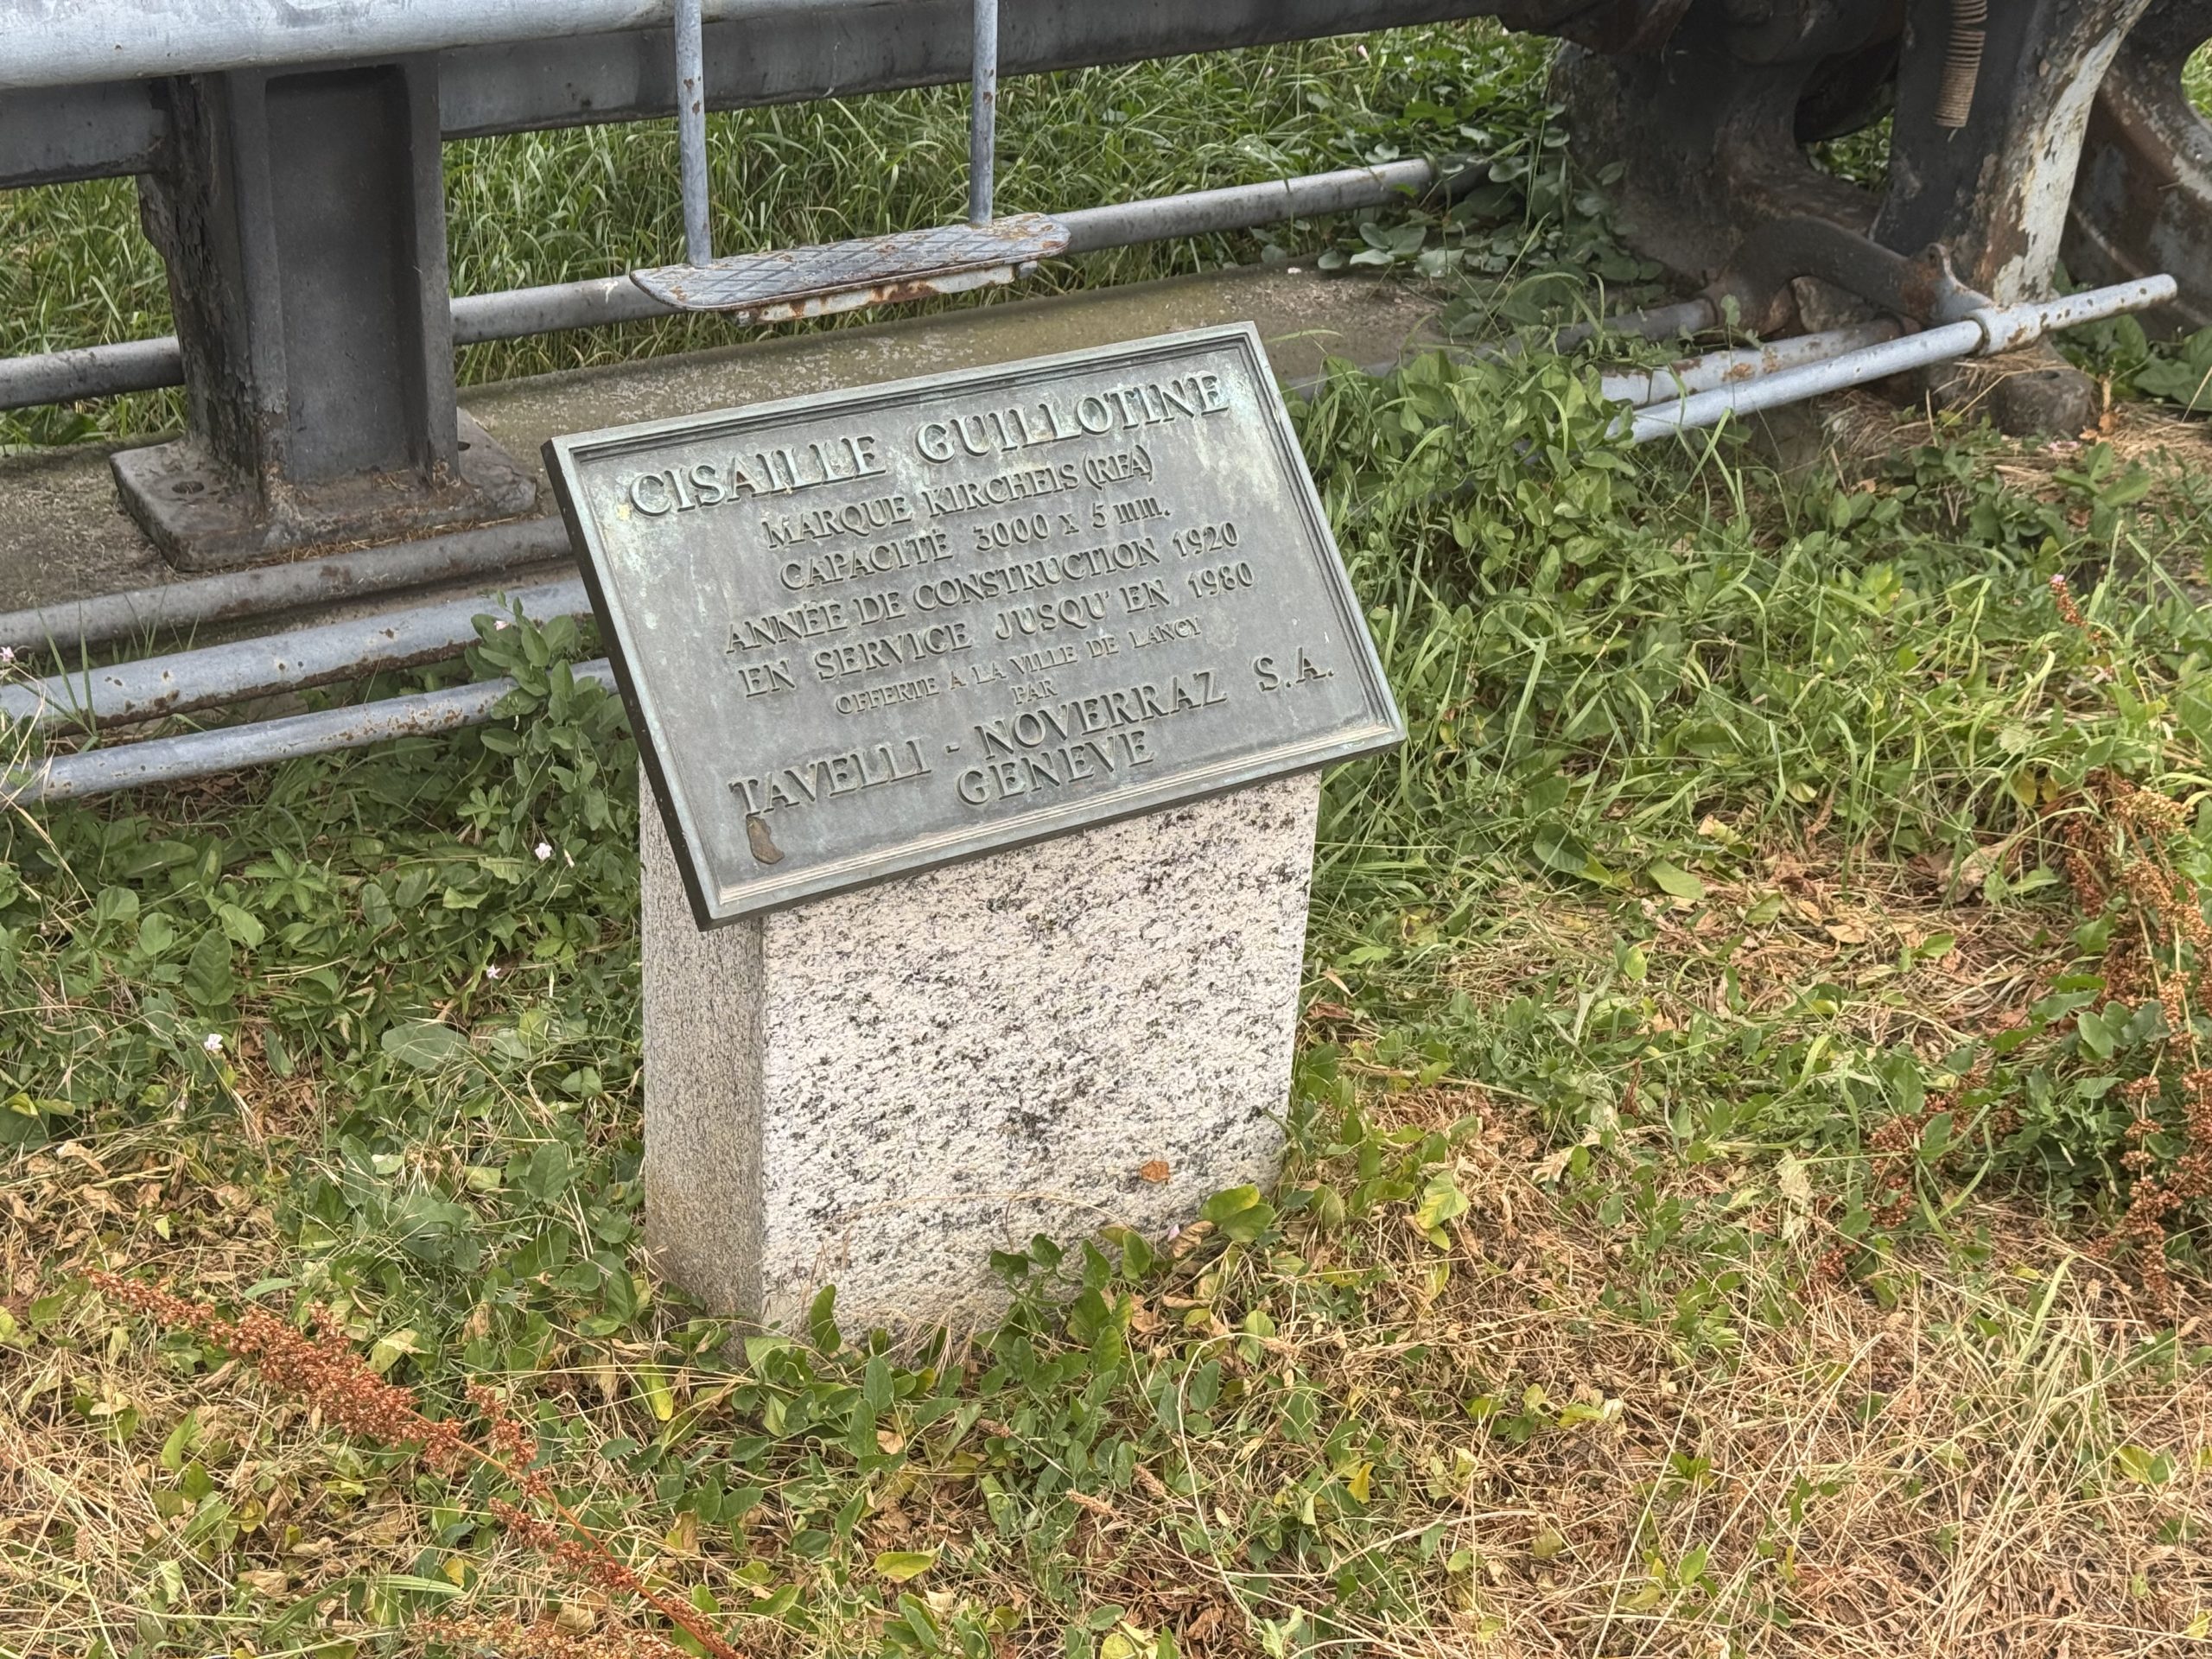 CISAILLE GUILLOTINE
MARQUE KIRCHEIS (RFA)
CAPACITÉ 3000 x 5 mm.
ANNÉE DE CONSTRUCTION 1920
EN SERVICE JUSQU'EN 1980
OFFERTE A LA VILLE DE LANCY
PAR
TAVELLI - NOVERRAZ S.A.
GENÈVE